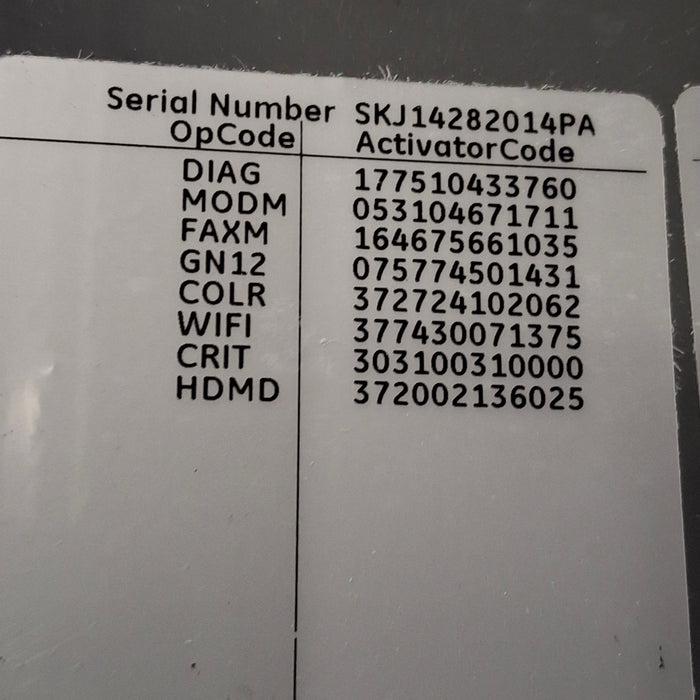 Serial Number SKJ14282014PA
OpCode ActivatorCode
DIAG 177510433760
MODM 053104671711
FAXM 164675661035
GN12 075774501431
COLR 372724102062
WIFI 377430071375
CRIT 303100310000
HDMD 372002136025